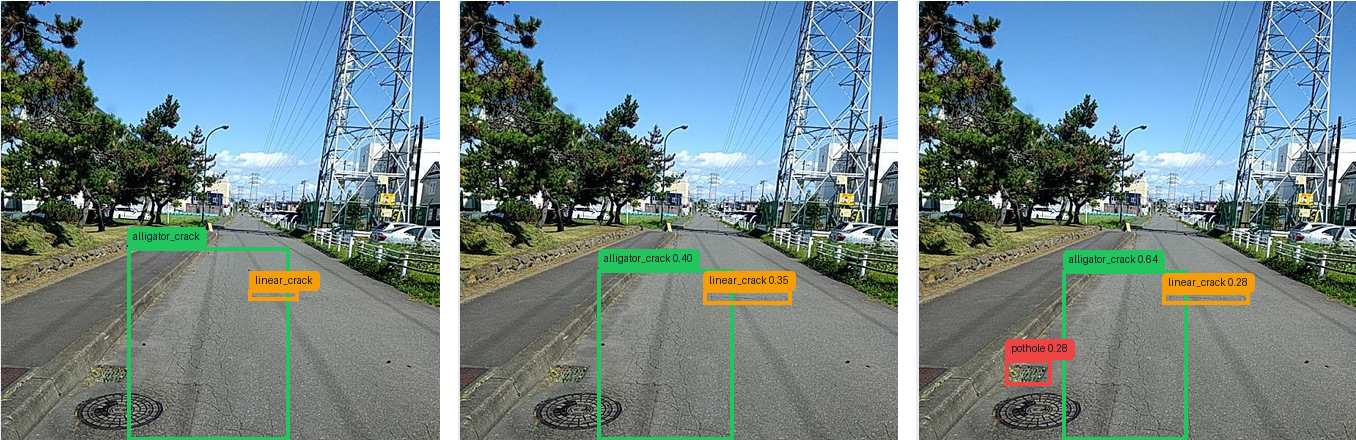 alligator_crack
linear_crack
alligator_crack 0.40
linear_crack 0.35
alligator_crack 0.64
linear_crack 0.28
pothole 0.28